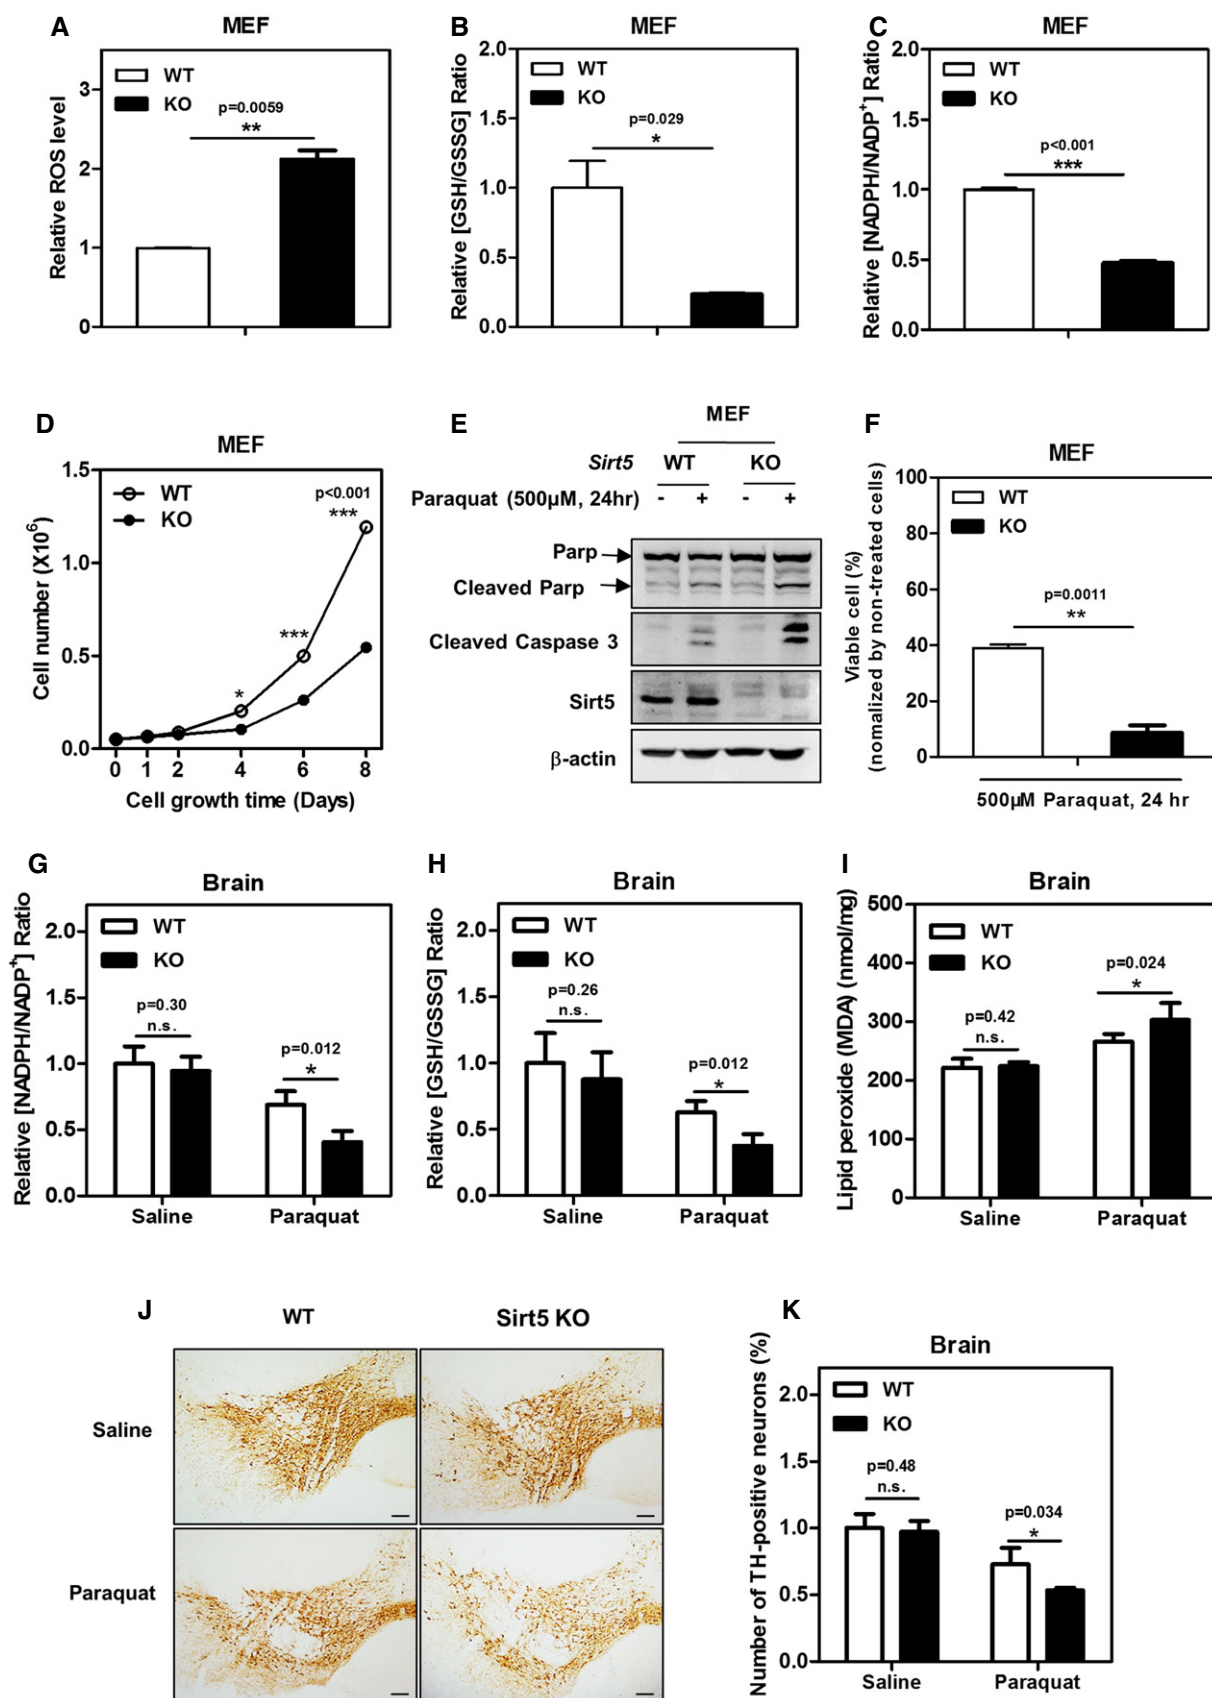 A
MEF
WT
KO
p=0.0059
**
Relative ROS level
3
2
1
0
B
MEF
WT
KO
p=0.029
*
Relative [GSH/GSSG] Ratio
2.0
1.5
1.0
0.5
0.0
C
MEF
WT
KO
p<0.001
***
Relative [NADPH/NADP+] Ratio
2.0
1.5
1.0
0.5
0.0
D
MEF
WT
KO
p<0.001
***
***
*
Cell number (X10^6)
1.5
1.0
0.5
0.0
0 1 2 4 6 8
Cell growth time (Days)
E
MEF
Sirt5 WT KO
Paraquat (500μM, 24hr) - + - +
Parp
Cleaved Parp
Cleaved Caspase 3
Sirt5
β-actin
F
MEF
WT
KO
p=0.0011
**
Viable cell (%)
(nomalized by non-treated cells)
100
80
60
40
20
0
500μM Paraquat, 24 hr
G
Brain
WT
KO
p=0.30
n.s.
p=0.012
*
Relative [NADPH/NADP+] Ratio
2.0
1.5
1.0
0.5
0.0
Saline Paraquat
H
Brain
WT
KO
p=0.26
n.s.
p=0.012
*
Relative [GSH/GSSG] Ratio
2.0
1.5
1.0
0.5
0.0
Saline Paraquat
I
Brain
WT
KO
p=0.42
n.s.
p=0.024
*
Lipid peroxide (MDA) (nmol/mg)
500
400
300
200
100
0
Saline Paraquat
J
WT Sirt5 KO
Saline
Paraquat
K
Brain
WT
KO
p=0.48
n.s.
p=0.034
*
Number of TH-positive neurons (%)
2.0
1.5
1.0
0.5
0.0
Saline Paraquat